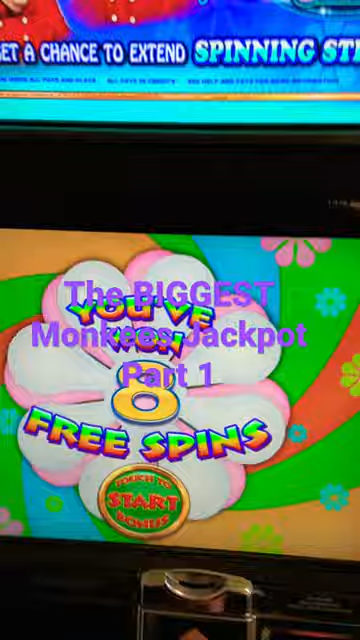 GET A CHANCE TO EXTEND SPINNING ST
The BIGGEST
Monkees Jackpot
Part 1
YOU'VE
WON
8
FREE SPINS
TOUCH TO
START
BONUS